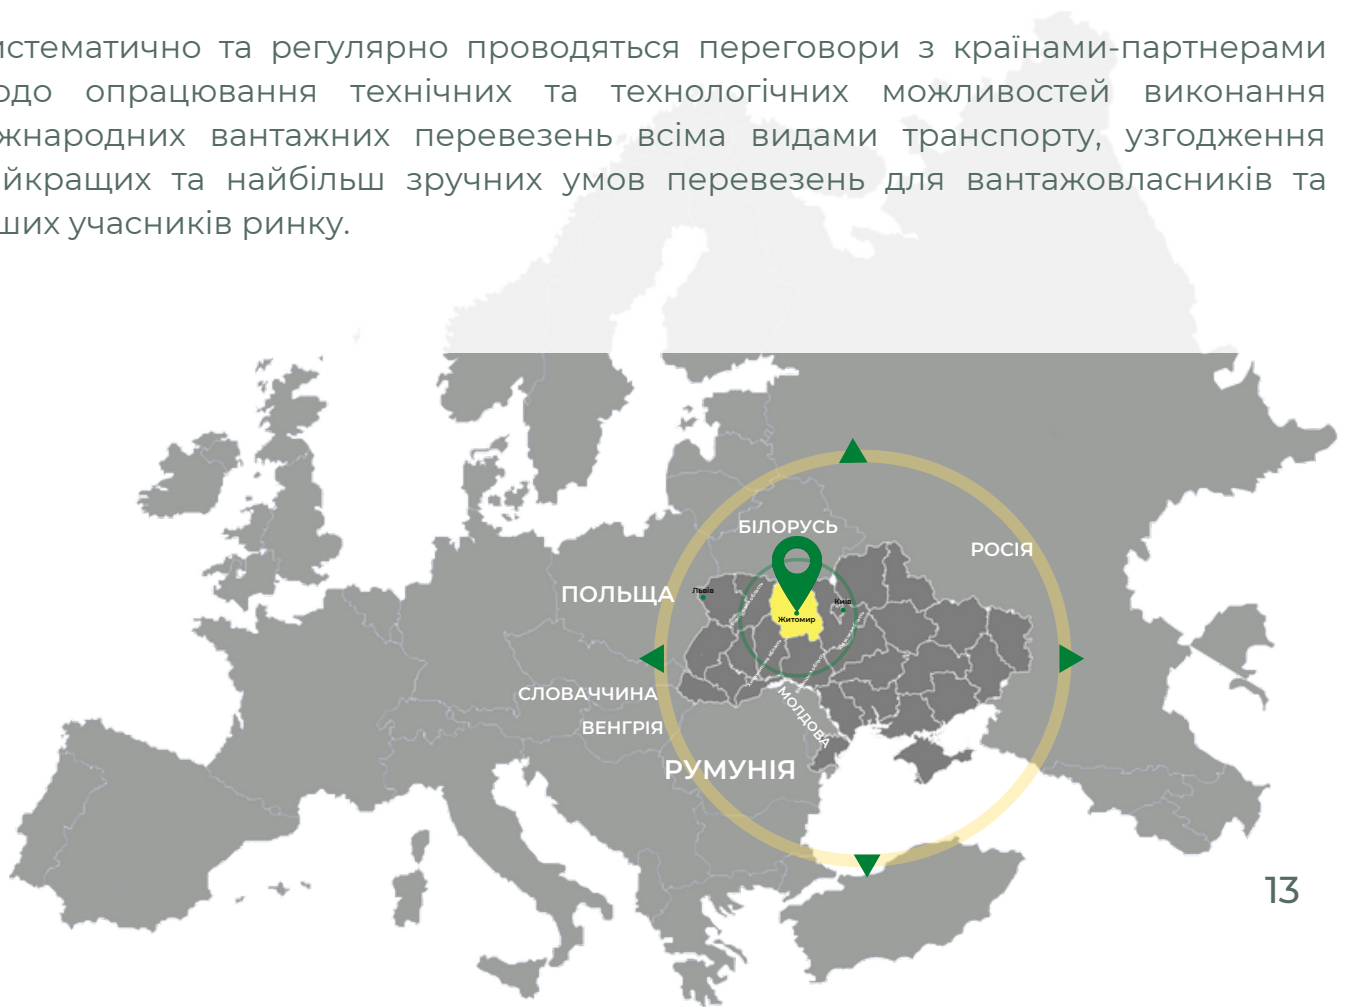 истематично та регулярно проводяться переговори з країнами-партнерами
одо опрацювання технічних та технологічних можливостей виконання
жнародних вантажних перевезень всіма видами транспорту, узгодження
йкращих та найбільш зручних умов перевезень для вантажовласників та
ших учасників ринку.
БІЛОРУСЬ
РОСІЯ
ПОЛЬЩА
Львів
Київ
Житомир
СЛОВАЧЧИНА
МОЛДОВА
ВЕНГРІЯ
РУМУНІЯ
13